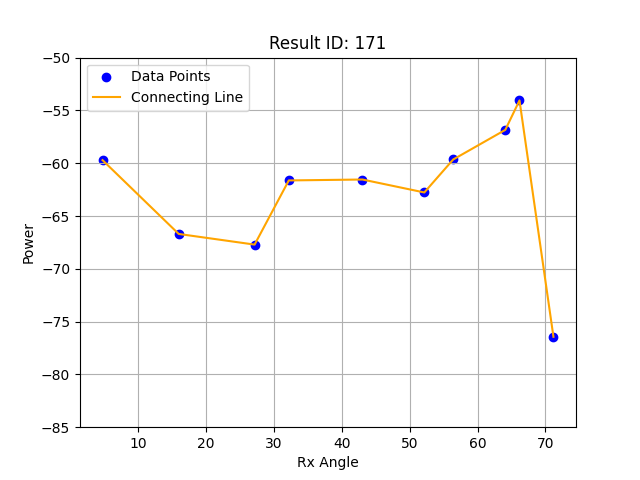 Result ID: 171
Data Points
Connecting Line
−50
−55
−60
−65
−70
−75
−80
−85
Power
10 20 30 40 50 60 70
Rx Angle